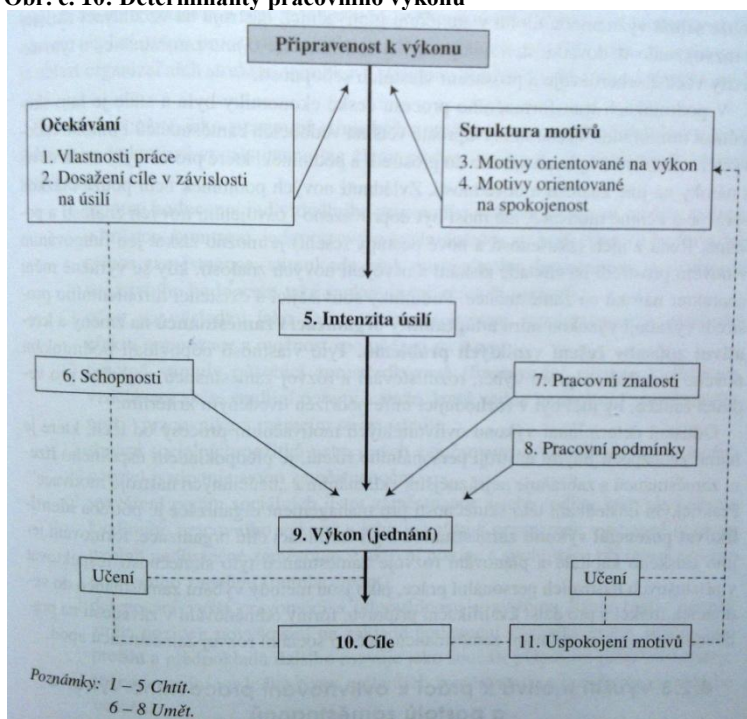 Obr. č. 10: Determinanty pracovního výkonu
Připravenost k výkonu
Očekávání
1. Vlastnosti práce
2. Dosažení cíle v závislosti
na úsilí
Struktura motivů
3. Motivy orientované na výkon
4. Motivy orientované
na spokojenost
5. Intenzita úsilí
6. Schopnosti
7. Pracovní znalosti
8. Pracovní podmínky
9. Výkon (jednání)
Učení
Učení
10. Cíle
11. Uspokojení motivů
Poznámky: 1 – 5 Chtít.
6 – 8 Umět.